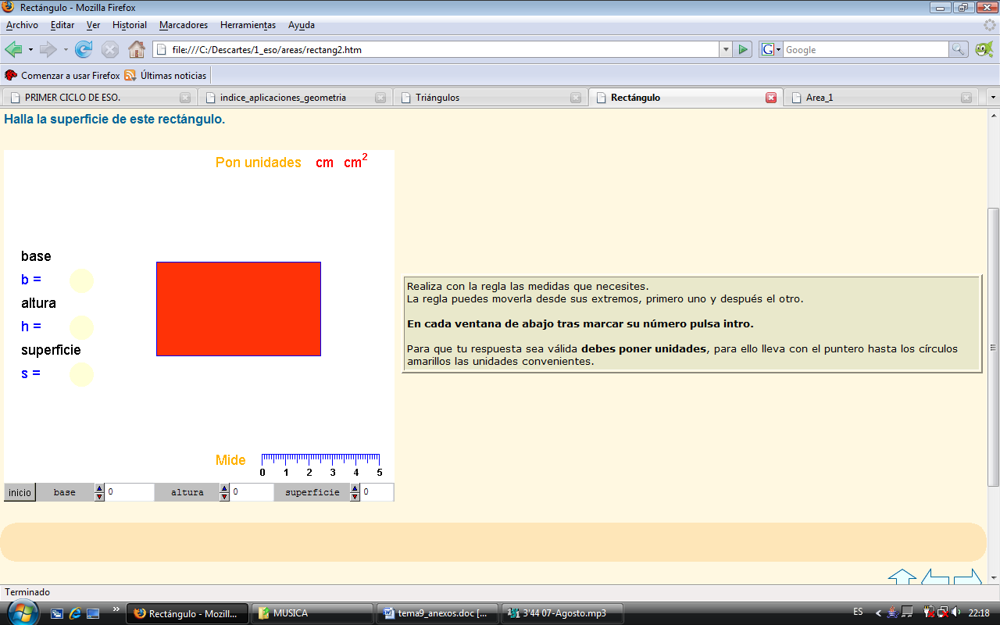 Rectángulo - Mozilla Firefox
Archivo Editar Ver Historial Marcadores Herramientas Ayuda
file:///C:/Descartes/1_eso/areas/rectang2.htm
G Google
Comenzar a usar Firefox Últimas noticias
PRIMER CICLO DE ESO. indice_aplicaciones_geometria Triángulos Rectángulo Area_1
Halla la superficie de este rectángulo.
Pon unidades cm cm²
base
b =
altura
h =
superficie
s =
Realiza con la regla las medidas que necesites.
La regla puedes moverla desde sus extremos, primero uno y después el otro.
En cada ventana de abajo tras marcar su número pulsa intro.
Para que tu respuesta sea válida debes poner unidades, para ello lleva con el puntero hasta los círculos
amarillos las unidades convenientes.
Mide
0 1 2 3 4 5
inicio base 0 altura 0 superficie 0
Terminado
Rectángulo - Mozill... MUSICA tema9_anexos.doc [... 3'44 07-Agosto.mp3 ES 22:18